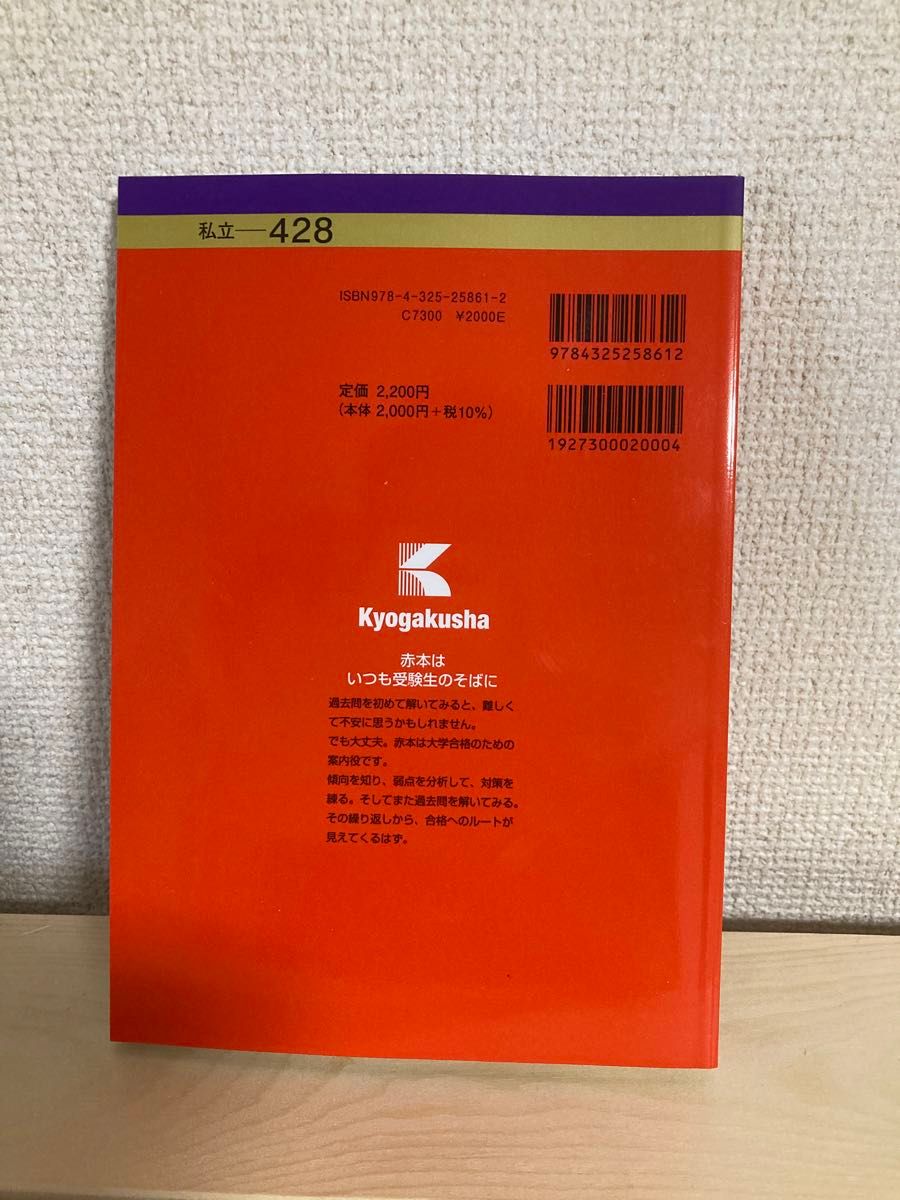 私立―428
ISBN978-4-325-25861-2
C7300 ¥2000E
9784325258612
定価 2,200円
(本体 2,000円+税10%)
1927300020004
Kyogakusha
赤本は
いつも受験生のそばに
過去問を初めて解いてみると、難しく
て不安に思うかもしれません。
でも大丈夫。赤本は大学合格のための
案内役です。
傾向を知り、弱点を分析して、対策を
練る。そしてまた過去問を解いてみる。
その繰り返しから、合格へのルートが
見えてくるはず。